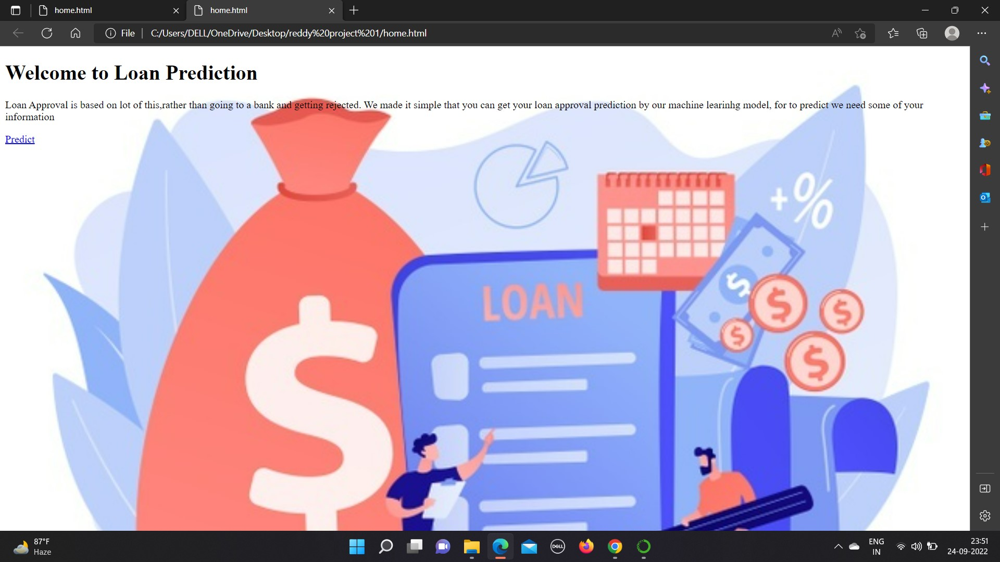 home.html
home.html
File
C:/Users/DELL/OneDrive/Desktop/reddy%20project%201/home.html
Welcome to Loan Prediction
Loan Approval is based on lot of this,rather than going to a bank and getting rejected. We made it simple that you can get your loan approval prediction by our machine learinhg model, for to predict we need some of your
information
Predict
+%
LOAN
$
$
$
$
$
$
87°F
Haze
DELL
ENG
IN
23:51
24-09-2022